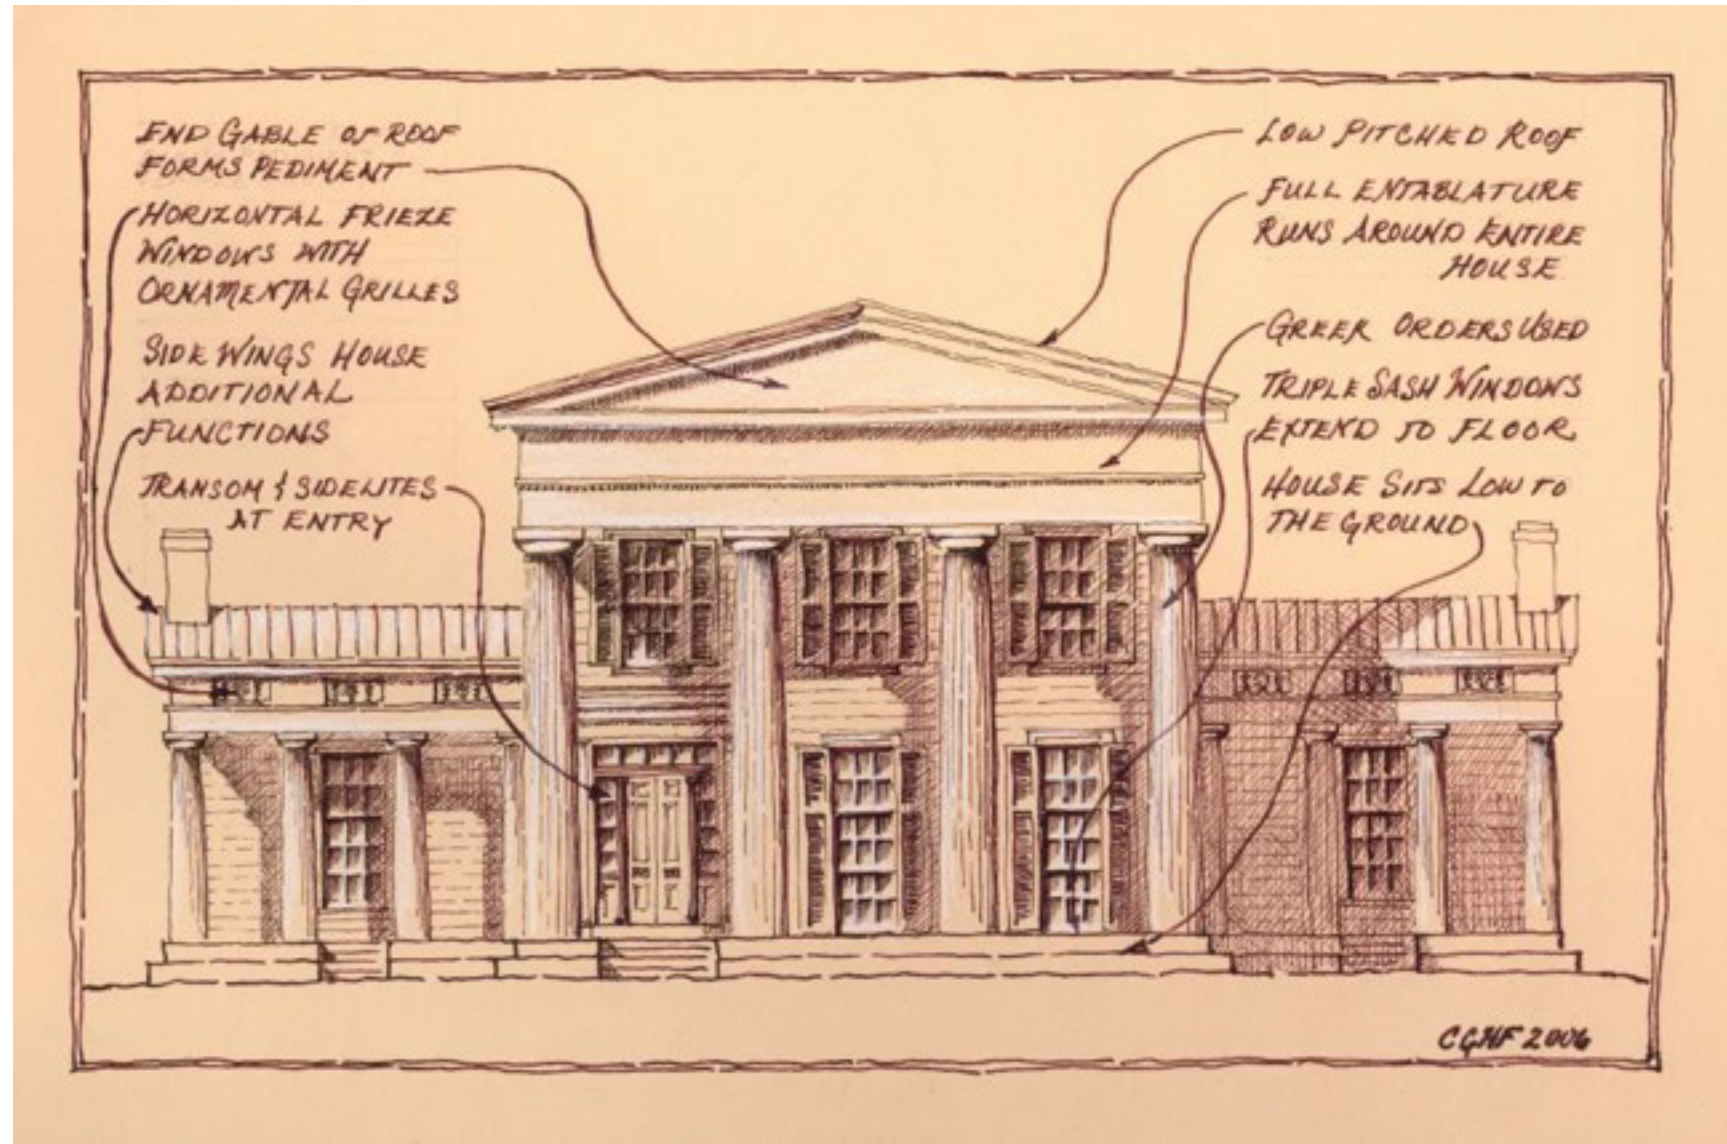 END GABLE OF ROOF
FORMS PEDIMENT
HORIZONTAL FRIEZE
WINDOWS WITH
ORNAMENTAL GRILLES
SIDE WINGS HOUSE
ADDITIONAL
FUNCTIONS
TRANSOM & SIDELITES
AT ENTRY
LOW PITCHED ROOF
FULL ENTABLATURE
RUNS AROUND ENTIRE
HOUSE
GREEK ORDERS USED
TRIPLE SASH WINDOWS
EXTEND TO FLOOR
HOUSE SITS LOW TO
THE GROUND
CGHF 2006